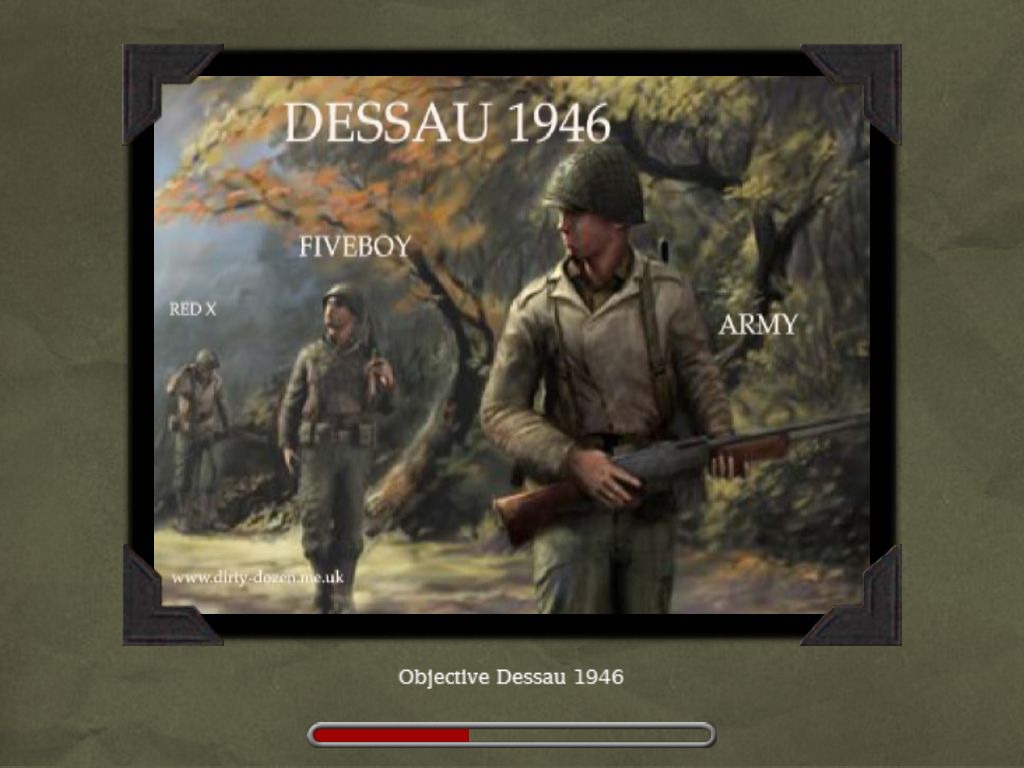 DESSAU 1946
FIVEBOY
RED X
ARMY
www.dirty-dozen.me.uk
Objective Dessau 1946